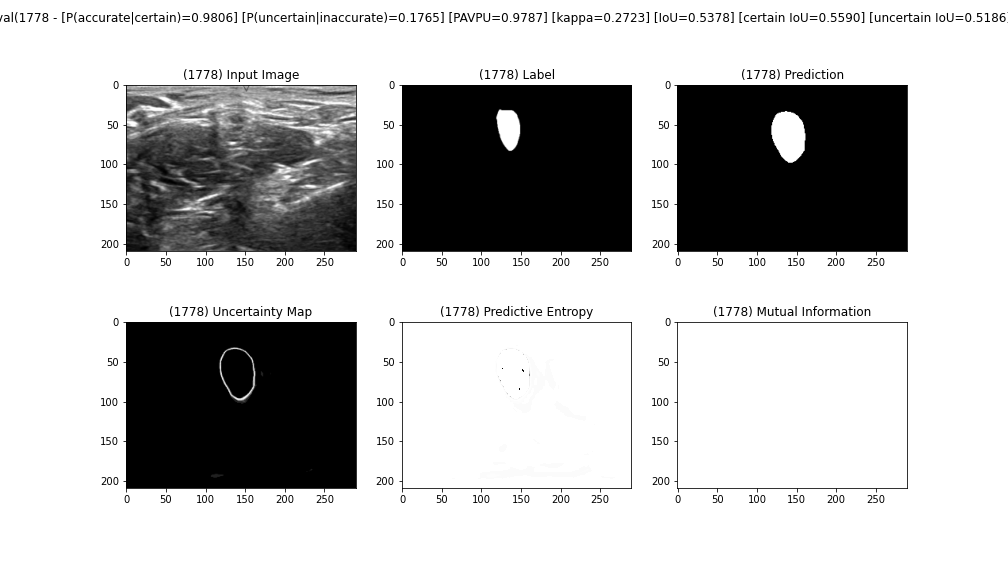 val(1778 - [P(accurate|certain)=0.9806] [P(uncertain|inaccurate)=0.1765] [PAVPU=0.9787] [kappa=0.2723] [IoU=0.5378] [certain IoU=0.5590] [uncertain IoU=0.5186]
(1778) Input Image
0
50
100
150
200
0 50 100 150 200 250
(1778) Label
0
50
100
150
200
0 50 100 150 200 250
(1778) Prediction
0
50
100
150
200
0 50 100 150 200 250
(1778) Uncertainty Map
0
50
100
150
200
0 50 100 150 200 250
(1778) Predictive Entropy
0
50
100
150
200
0 50 100 150 200 250
(1778) Mutual Information
0
50
100
150
200
0 50 100 150 200 250